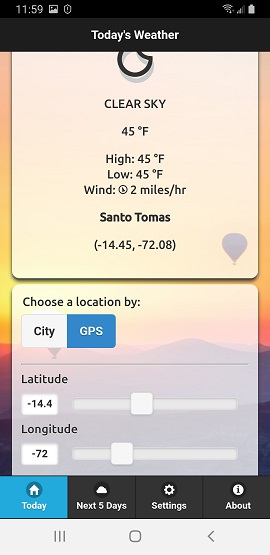 11:59
Today's Weather
CLEAR SKY
45 °F
High: 45 °F
Low: 45 °F
Wind: 2 miles/hr
Santo Tomas
(-14.45, -72.08)
Choose a location by:
City GPS
Latitude
-14.4
Longitude
-72
Today Next 5 Days Settings About